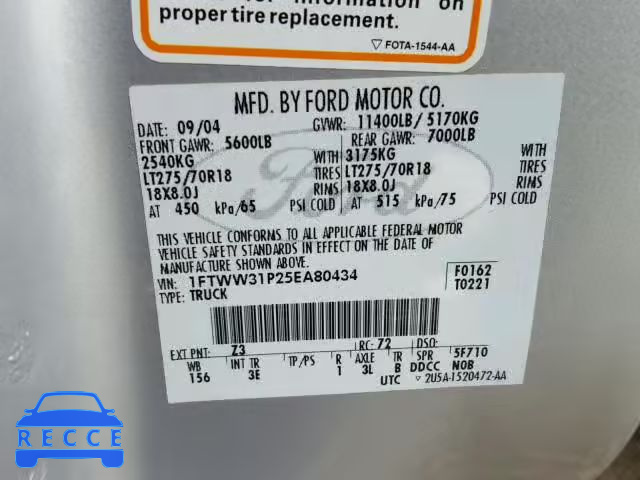 for information on
proper tire replacement.
▽ FOTA-1544-AA
MFD. BY FORD MOTOR CO.
DATE: 09/04 GVWR: 11400LB/ 5170KG
FRONT GAWR: 5600LB REAR GAWR: 7000LB
2540KG WITH 3175KG WITH
LT275/70R18 TIRES LT275/70R18 TIRES
18X8.0J RIMS 18X8.0J RIMS
AT 450 kPa/65 PSI COLD AT 515 kPa/75 PSI COLD
Ford
THIS VEHICLE CONFORMS TO ALL APPLICABLE FEDERAL MOTOR
VEHICLE SAFETY STANDARDS IN EFFECT ON THE DATE OF
MANUFACTURE SHOWN ABOVE.
VIN: 1FTWW31P25EA80434 F0162
TYPE: TRUCK T0221
EXT PNT: Z3 RC: 72 DSO:
WB INT TR TP/PS R AXLE TR SPR 5F710
156 3E 1 3L B DDCC NOB
UTC ▽ 2U5A-1520472-AA
RECCE